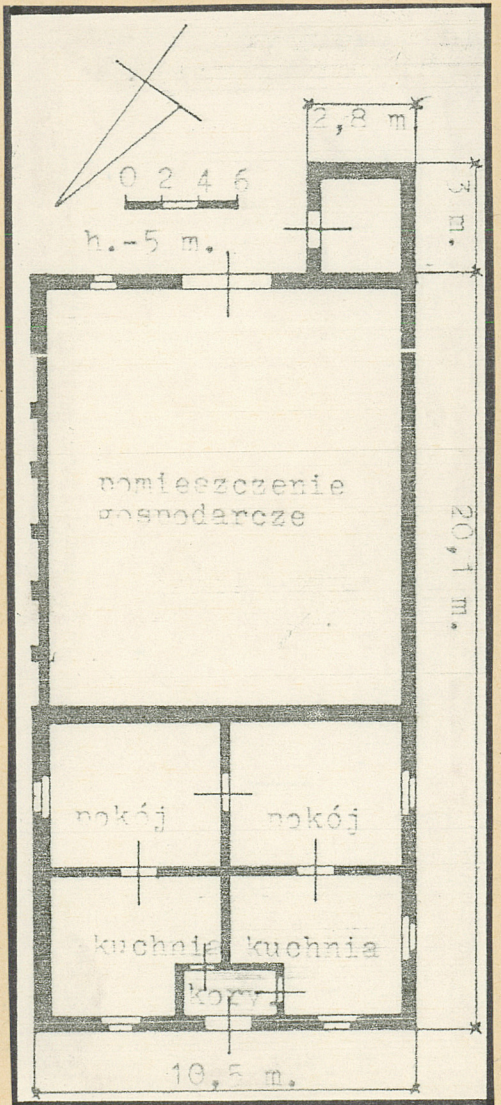 2,8 m
0 2 4 6
3 m.
h.-5 m.
pomieszczenie
gospodarcze
20,1 m.
pokój
pokój
kuchnia
kuchnia
kory.
10,5 m.